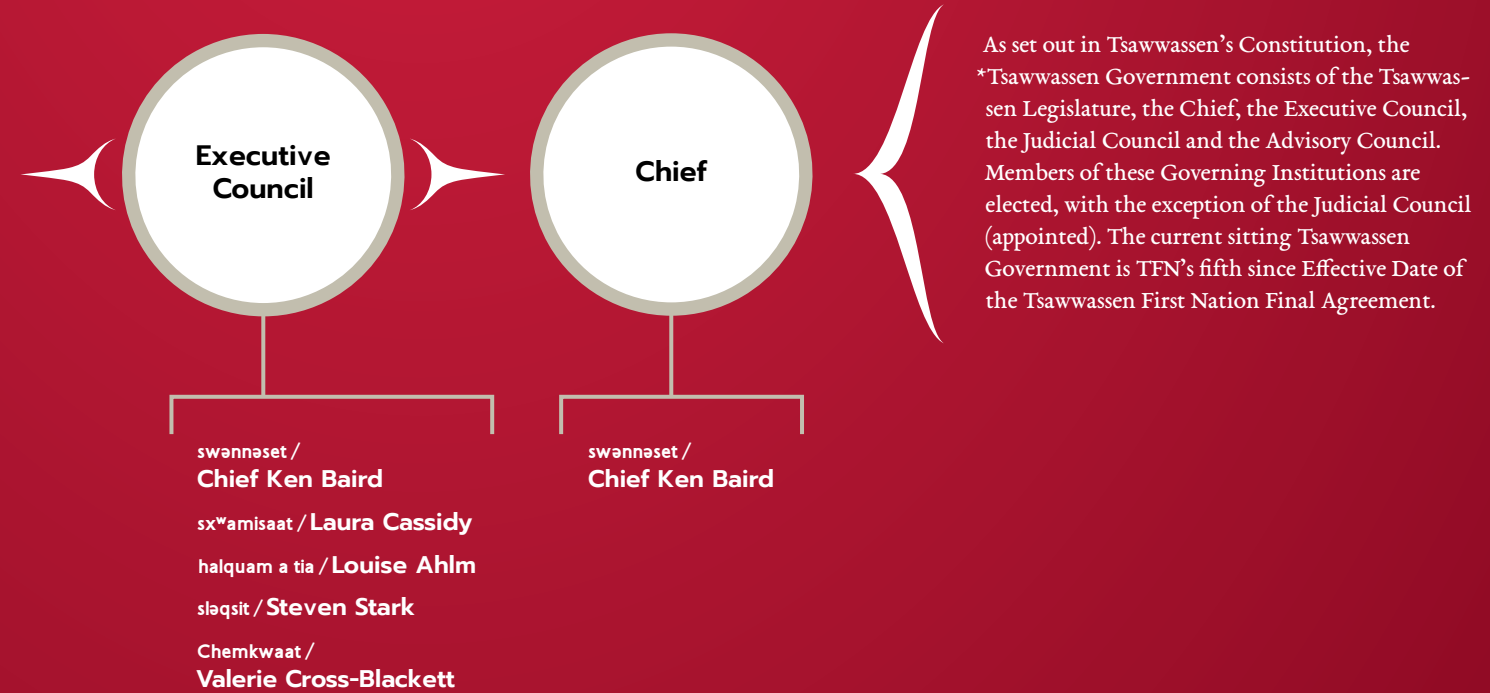 Executive
Council
Chief
As set out in Tsawwassen’s Constitution, the
*Tsawwassen Government consists of the Tsawwas-
sen Legislature, the Chief, the Executive Council,
the Judicial Council and the Advisory Council.
Members of these Governing Institutions are
elected, with the exception of the Judicial Council
(appointed). The current sitting Tsawwassen
Government is TFN’s fifth since Effective Date of
the Tsawwassen First Nation Final Agreement.
swənnəset /
Chief Ken Baird
sxʷamisaat / Laura Cassidy
halquam a tia / Louise Ahlm
sləqsit / Steven Stark
Chemkwaat /
Valerie Cross-Blackett
swənnəset /
Chief Ken Baird